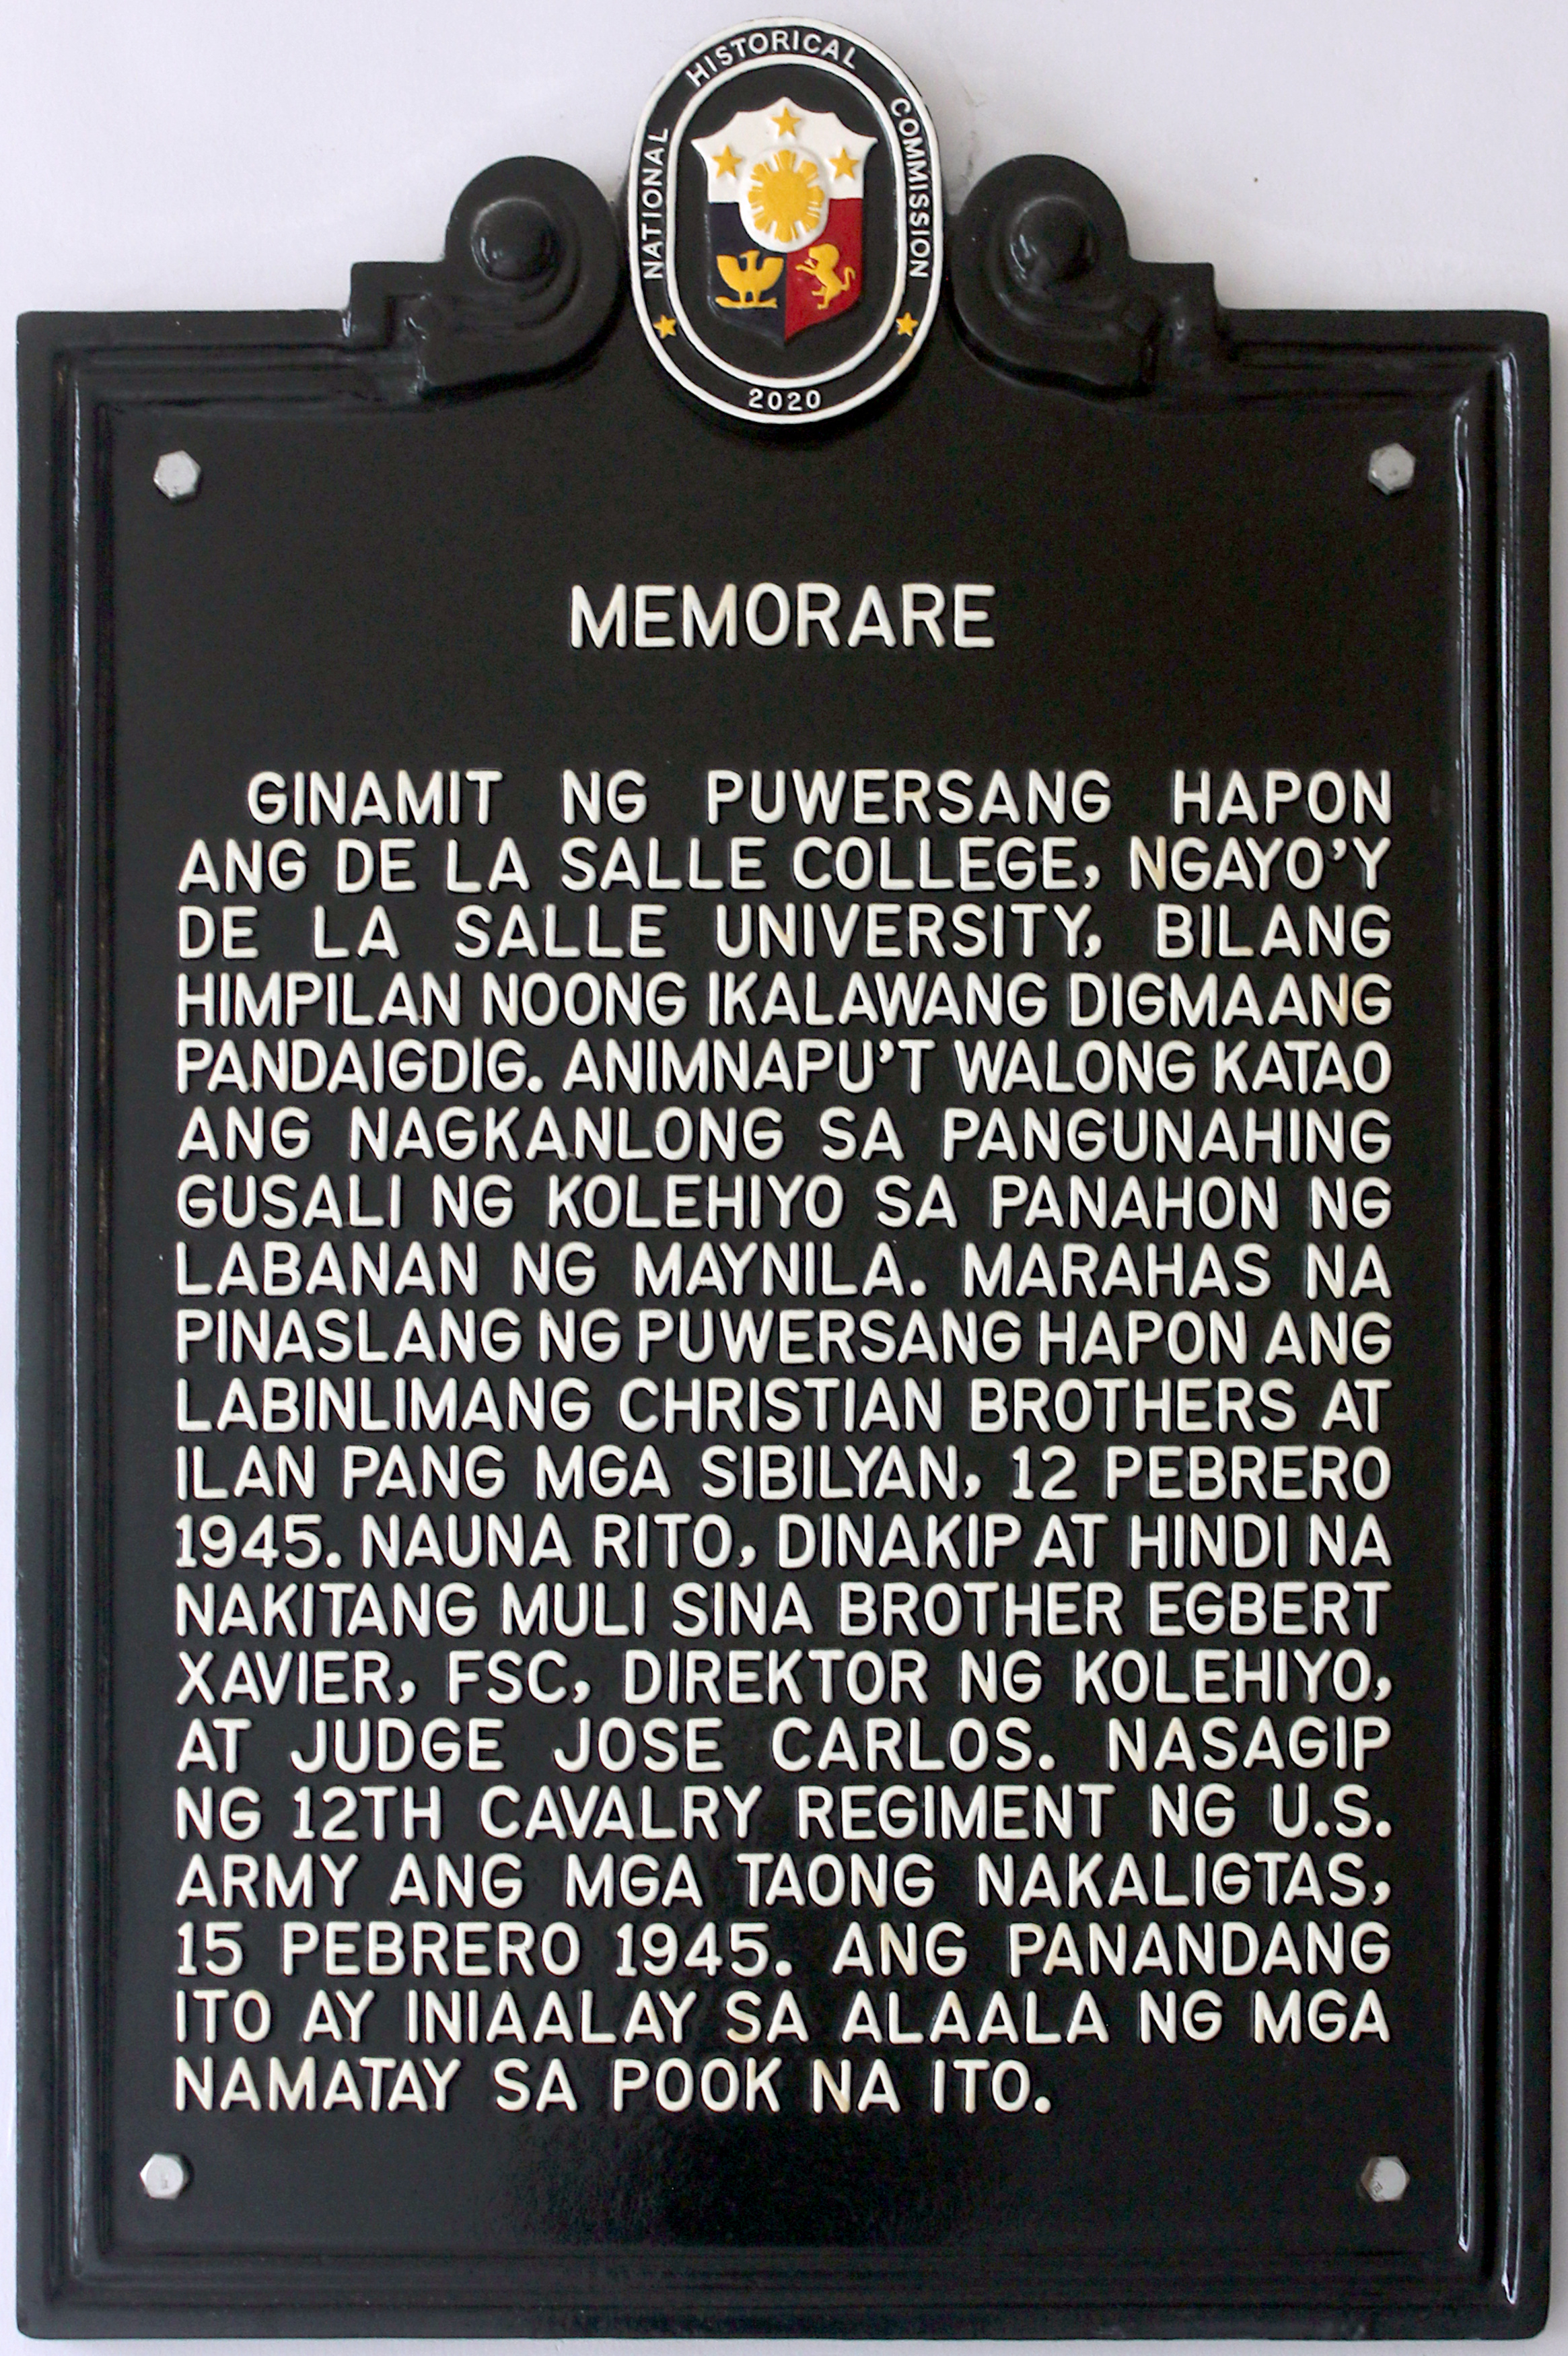 NATIONAL HISTORICAL COMMISSION
2020
MEMORARE
GINAMIT NG PUWERSANG HAPON
ANG DE LA SALLE COLLEGE, NGAYO'Y
DE LA SALLE UNIVERSITY, BILANG
HIMPILAN NOONG IKALAWANG DIGMAANG
PANDAIGDIG. ANIMNAPU'T WALONG KATAO
ANG NAGKANLONG SA PANGUNAHING
GUSALI NG KOLEHIYO SA PANAHON NG
LABANAN NG MAYNILA. MARAHAS NA
PINASLANG NG PUWERSANG HAPON ANG
LABINLIMANG CHRISTIAN BROTHERS AT
ILAN PANG MGA SIBILYAN, 12 PEBRERO
1945. NAUNA RITO, DINAKIP AT HINDI NA
NAKITANG MULI SINA BROTHER EGBERT
XAVIER, FSC, DIREKTOR NG KOLEHIYO,
AT JUDGE JOSE CARLOS. NASAGIP
NG 12TH CAVALRY REGIMENT NG U.S.
ARMY ANG MGA TAONG NAKALIGTAS,
15 PEBRERO 1945. ANG PANANDANG
ITO AY INIAALAY SA ALAALA NG MGA
NAMATAY SA POOK NA ITO.